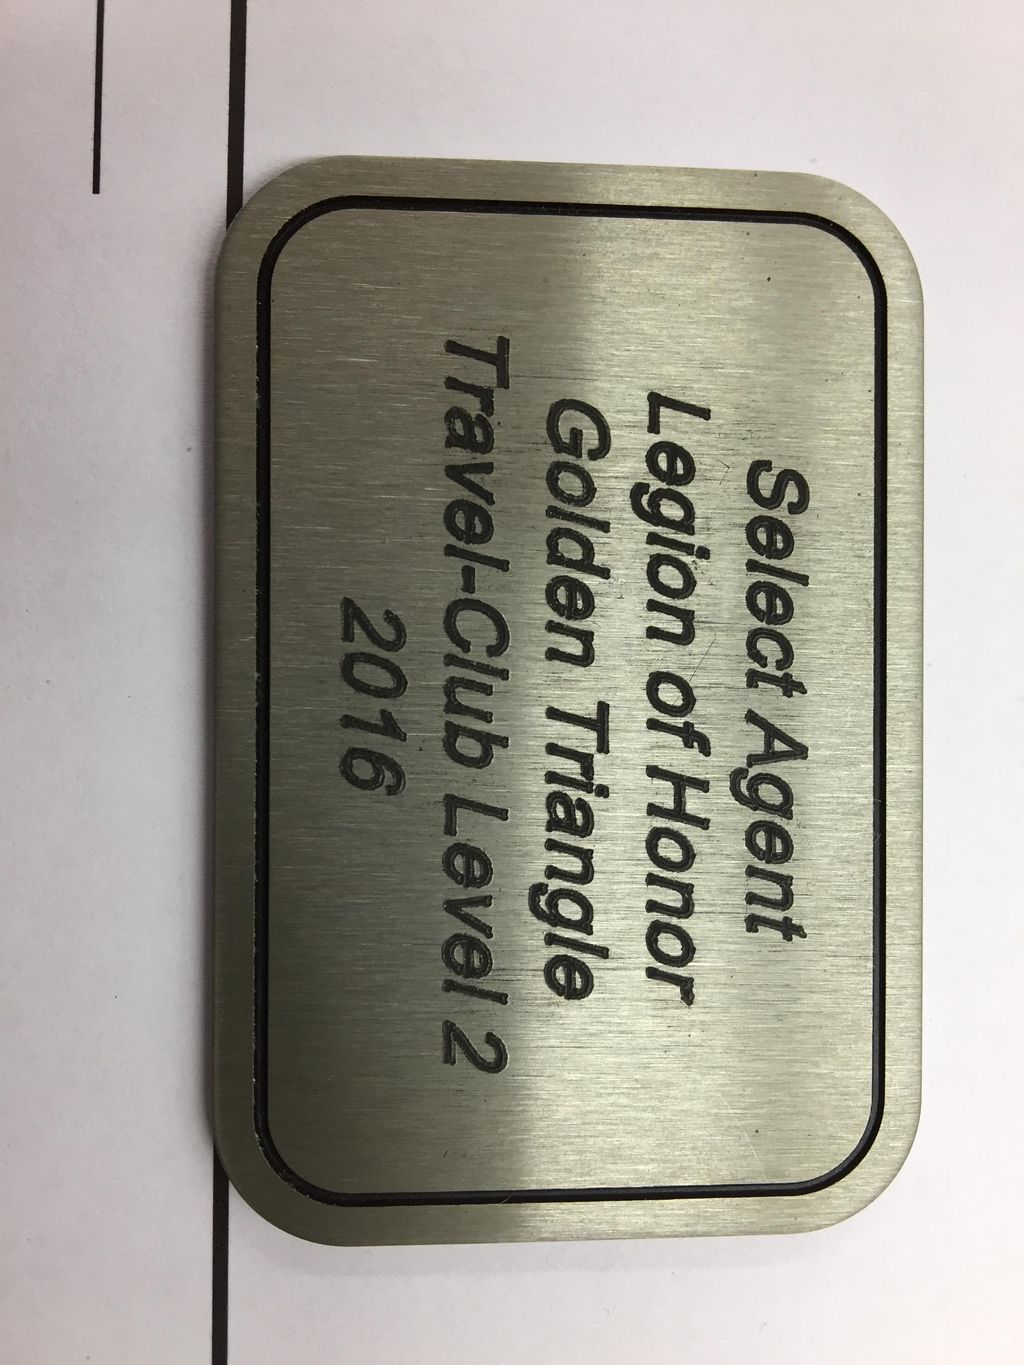 Select Agent
Legion of Honor
Golden Triangle
Travel-Club Level 2
2016